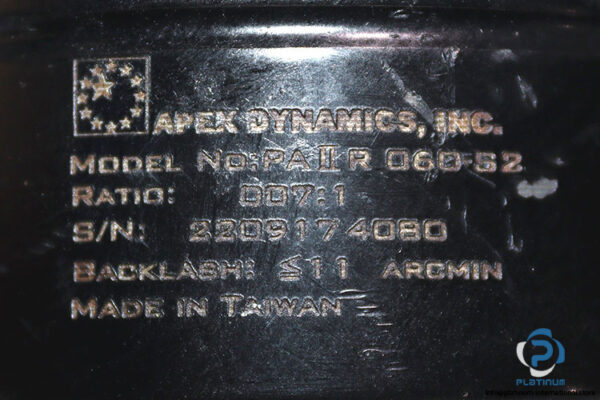 APEX DYNAMICS, INC.
MODEL NO:PAⅡR 060-S2
RATIO: 007:1
S/N: 2209174080
BACKLASH: ≤11 ARCMIN
MADE IN TAIWAN
PLATINUM